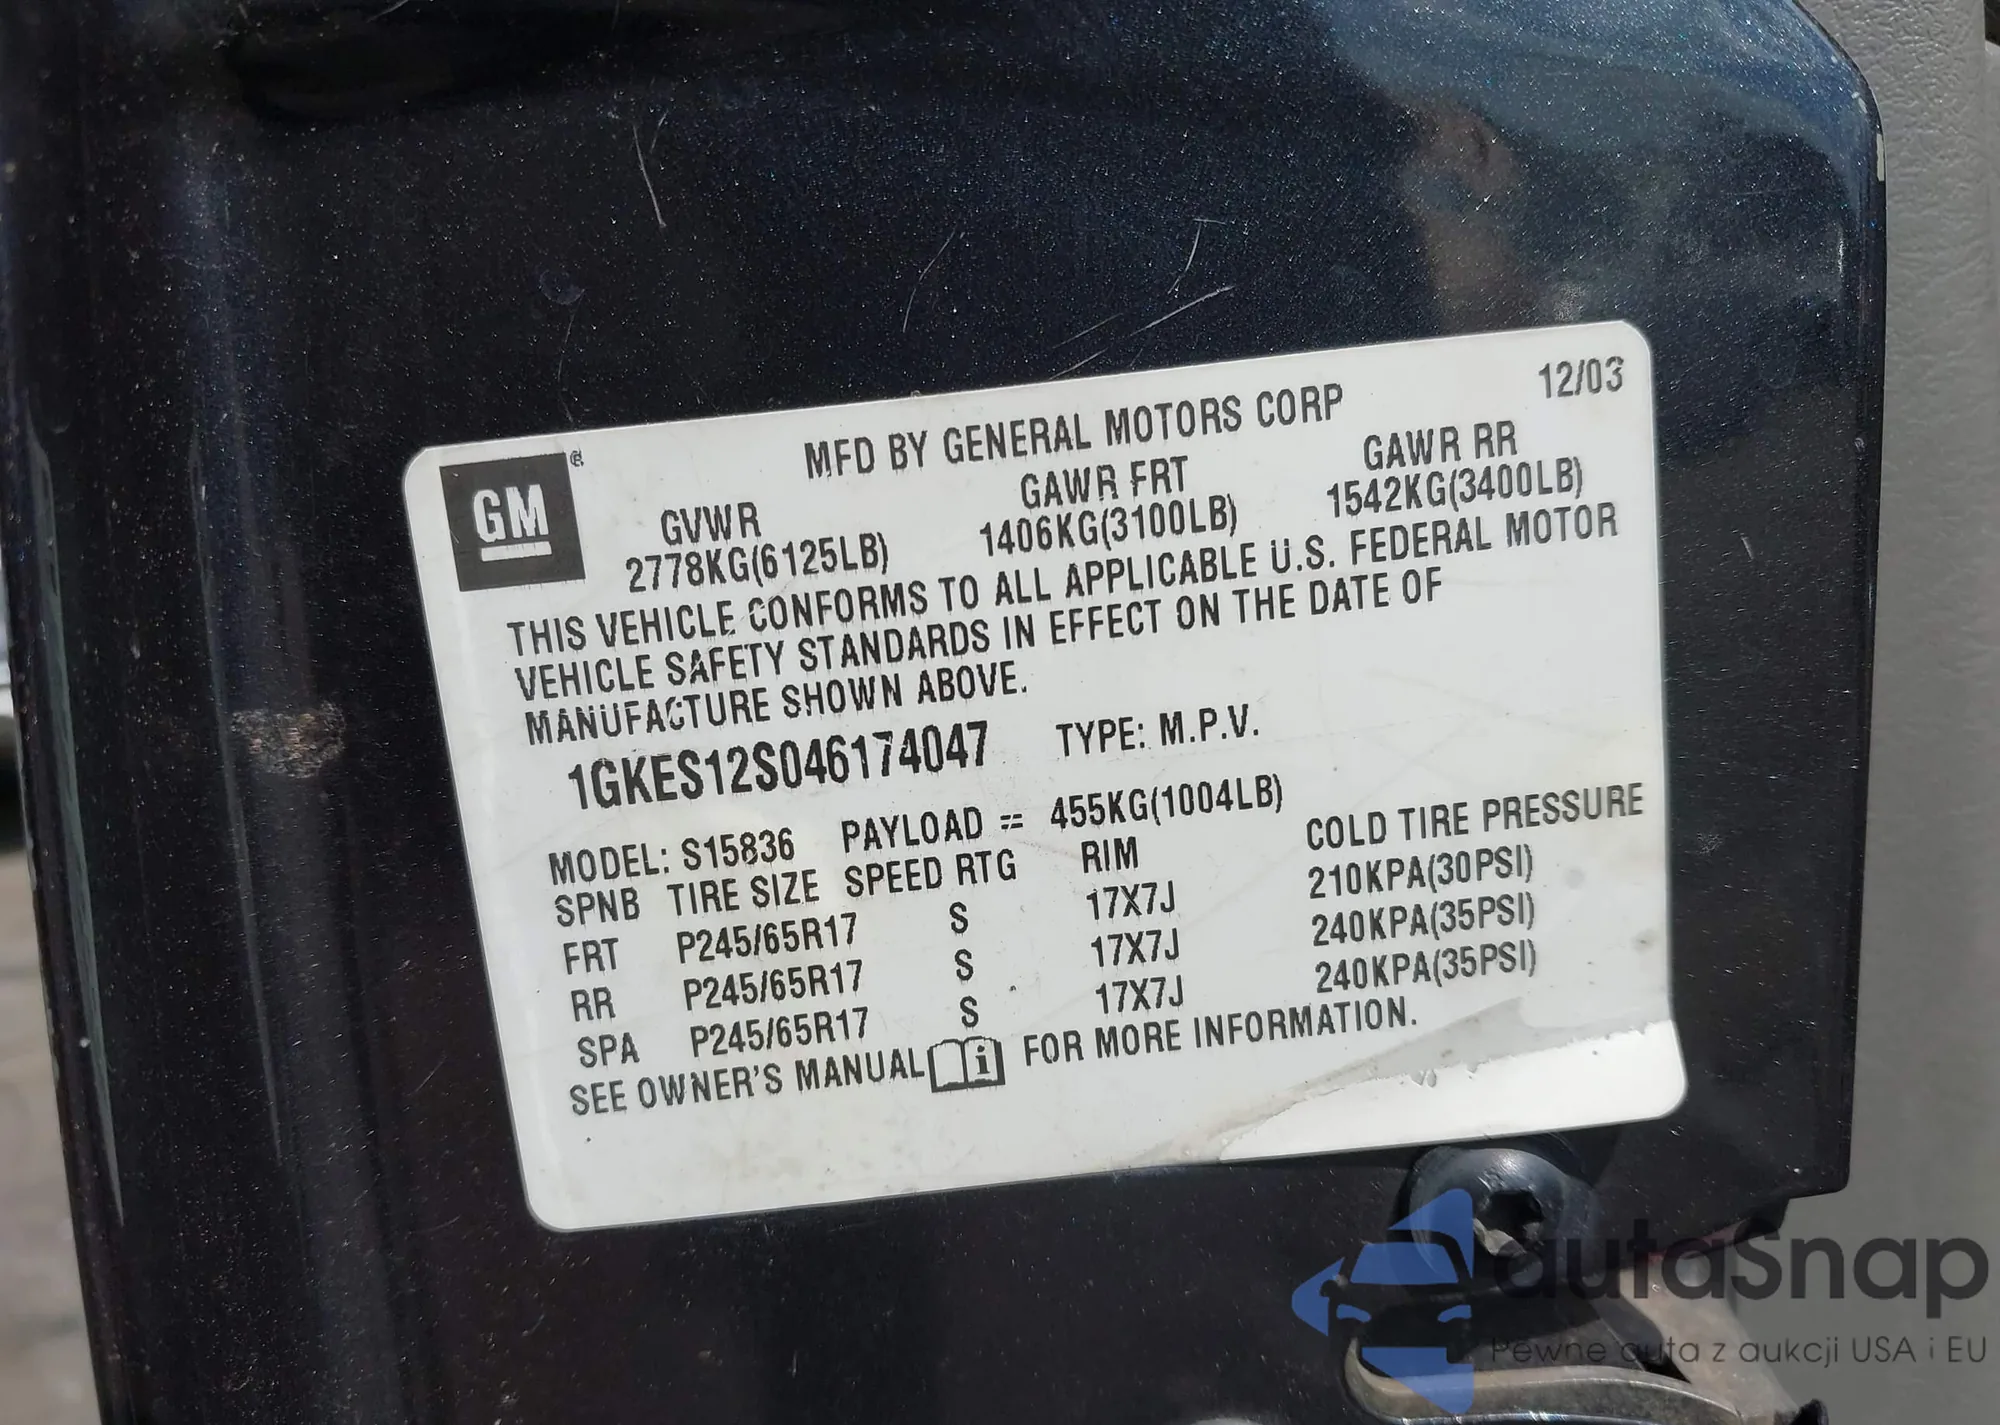 MFD BY GENERAL MOTORS CORP 12/03
GM
GVWR GAWR FRT GAWR RR
2778KG(6125LB) 1406KG(3100LB) 1542KG(3400LB)
THIS VEHICLE CONFORMS TO ALL APPLICABLE U.S. FEDERAL MOTOR
VEHICLE SAFETY STANDARDS IN EFFECT ON THE DATE OF
MANUFACTURE SHOWN ABOVE.
1GKES12S046174047 TYPE: M.P.V.
MODEL: S15836 PAYLOAD = 455KG(1004LB)
SPNB TIRE SIZE SPEED RTG RIM COLD TIRE PRESSURE
FRT P245/65R17 S 17X7J 210KPA(30PSI)
RR P245/65R17 S 17X7J 240KPA(35PSI)
SPA P245/65R17 S 17X7J 240KPA(35PSI)
SEE OWNER'S MANUAL i FOR MORE INFORMATION.
autaSnap
Pewne auta z aukcji USA i EU